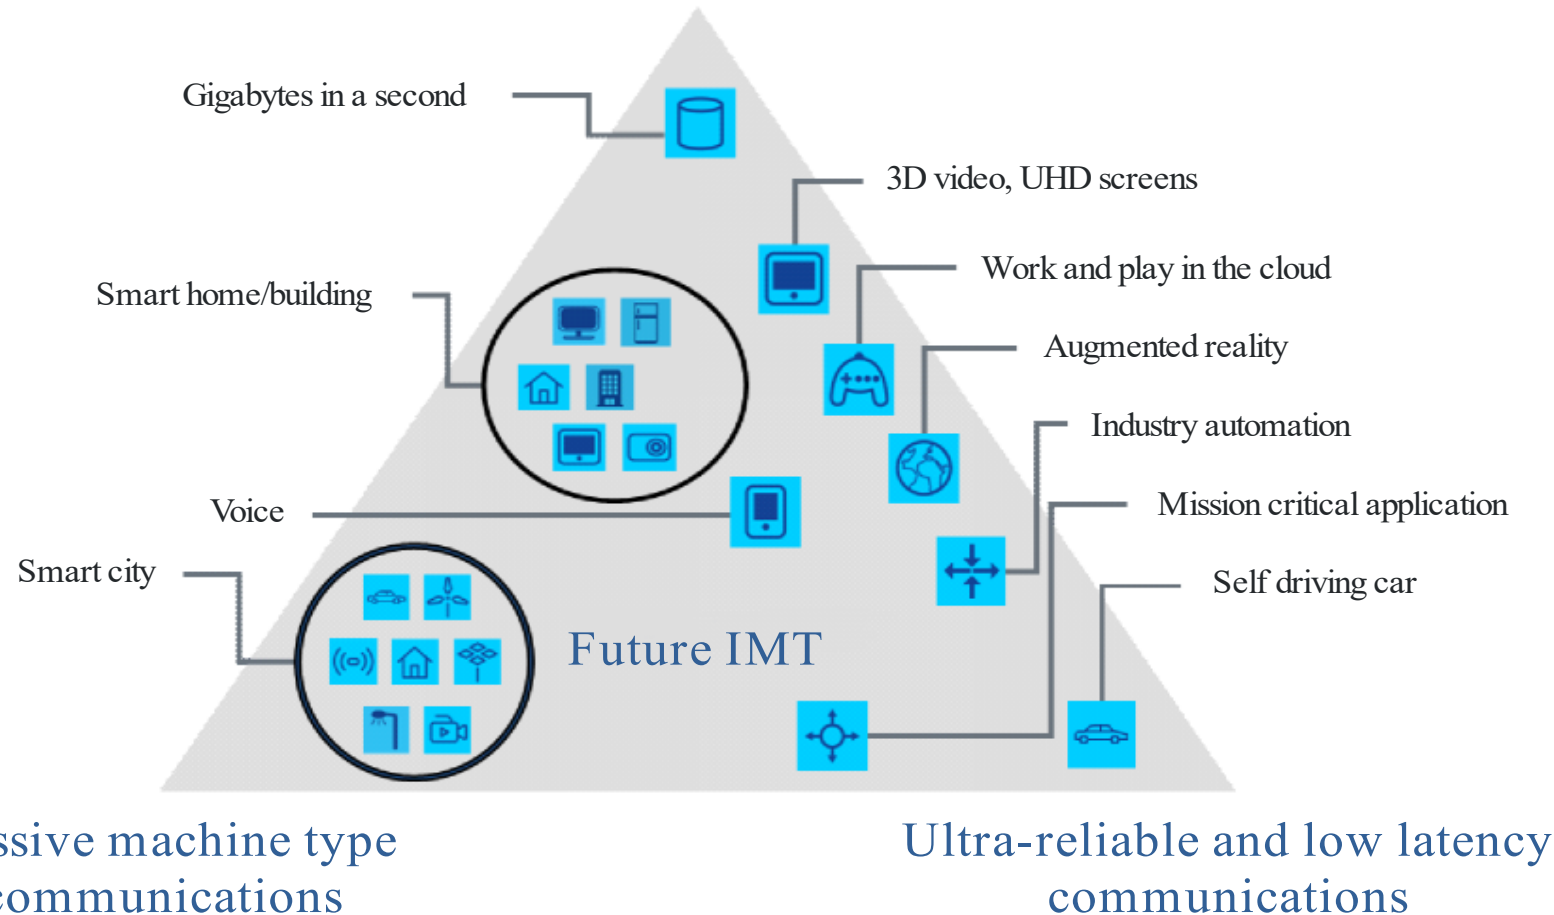 Gigabytes in a second
3D video, UHD screens
Work and play in the cloud
Smart home/building
Augmented reality
Industry automation
Voice
Mission critical application
Smart city
Self driving car
Future IMT
machine type
Ultra-reliable and low latency
communications